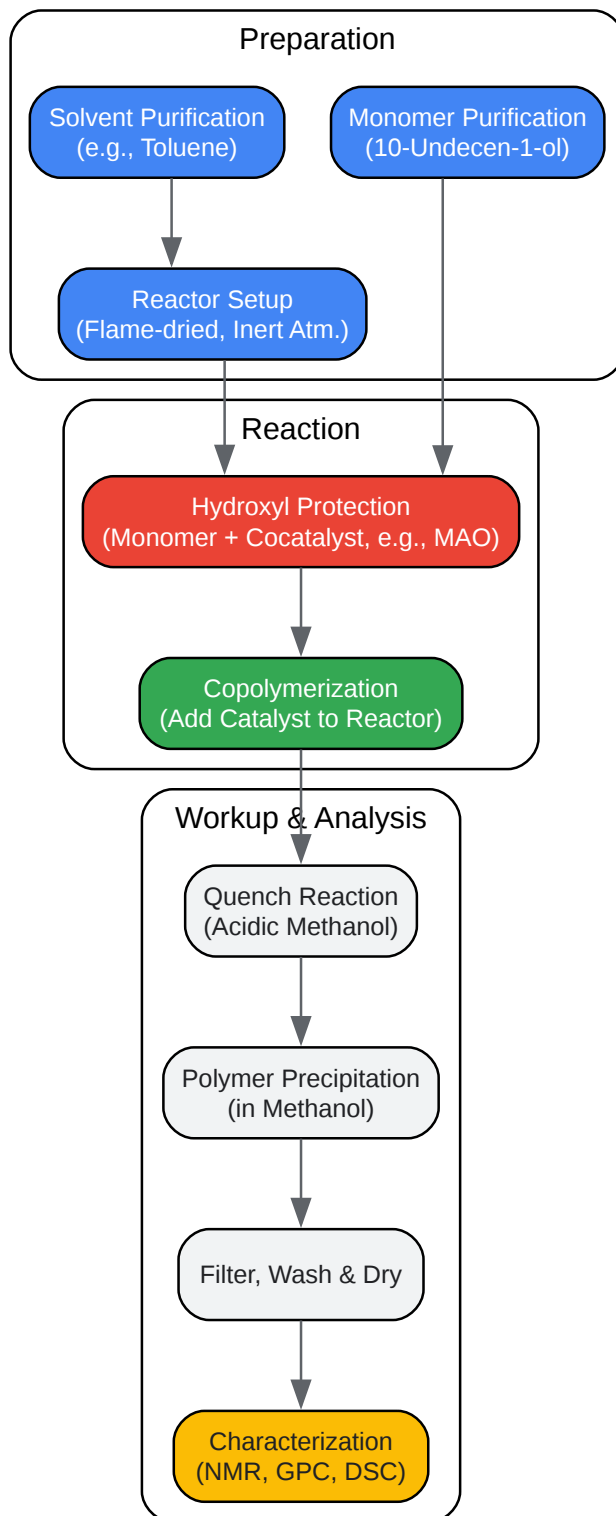 Preparation
Solvent Purification
(e.g., Toluene)
Monomer Purification
(10-Undecen-1-ol)
Reactor Setup
(Flame-dried, Inert Atm.)
Reaction
Hydroxyl Protection
(Monomer + Cocatalyst, e.g., MAO)
Copolymerization
(Add Catalyst to Reactor)
Workup & Analysis
Quench Reaction
(Acidic Methanol)
Polymer Precipitation
(in Methanol)
Filter, Wash & Dry
Characterization
(NMR, GPC, DSC)